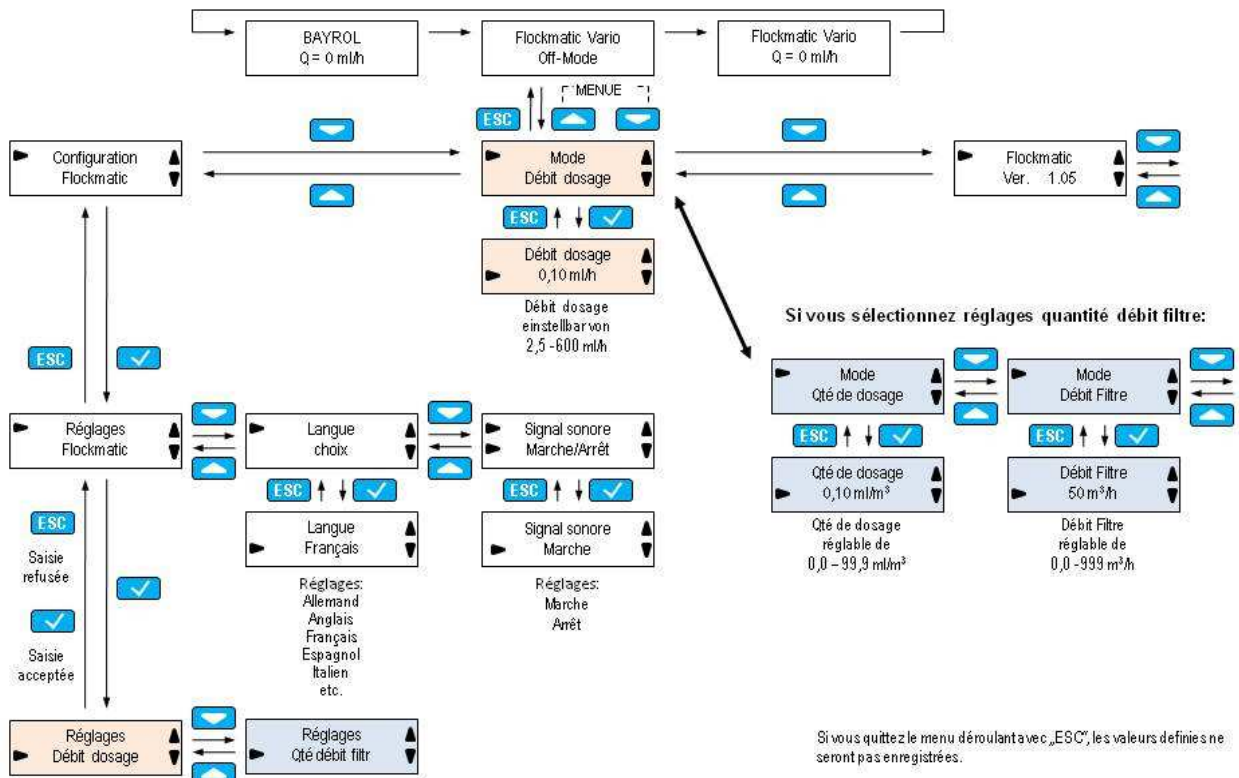 BAYROL
Q = 0 ml/h
Flockmatic Vario
Off-Mode
Flockmatic Vario
Q = 0 ml/h
MENUE
ESC
Configuration
Flockmatic
Mode
Débit dosage
Flockmatic
Ver. 1.05
ESC
Débit dosage
0,10 ml/h
Débit dosage
einstellbar von
2,5 -600 ml/h
Si vous sélectionnez réglages quantité débit filtre:
ESC
Mode
Qté de dosage
Mode
Débit Filtre
Réglages
Flockmatic
Langue
choix
Signal sonore
Marche/Arrêt
ESC
ESC
Qté de dosage
0,10 ml/m³
Débit Filtre
50 m³/h
ESC
ESC
Qté de dosage
réglable de
0,0 – 99,9 ml/m³
Débit Filtre
réglable de
0,0 -999 m³/h
ESC
Langue
Français
Signal sonore
Marche
Saisie
refusée
Réglages:
Allemand
Anglais
Français
Espagnol
Italien
etc.
Réglages:
Marche
Arrêt
Saisie
acceptée
Réglages
Débit dosage
Réglages
Qté débit filtr
Si vous quittez le menu déroulant avec „ESC", les valeurs definies ne
seront pas enregistrées.